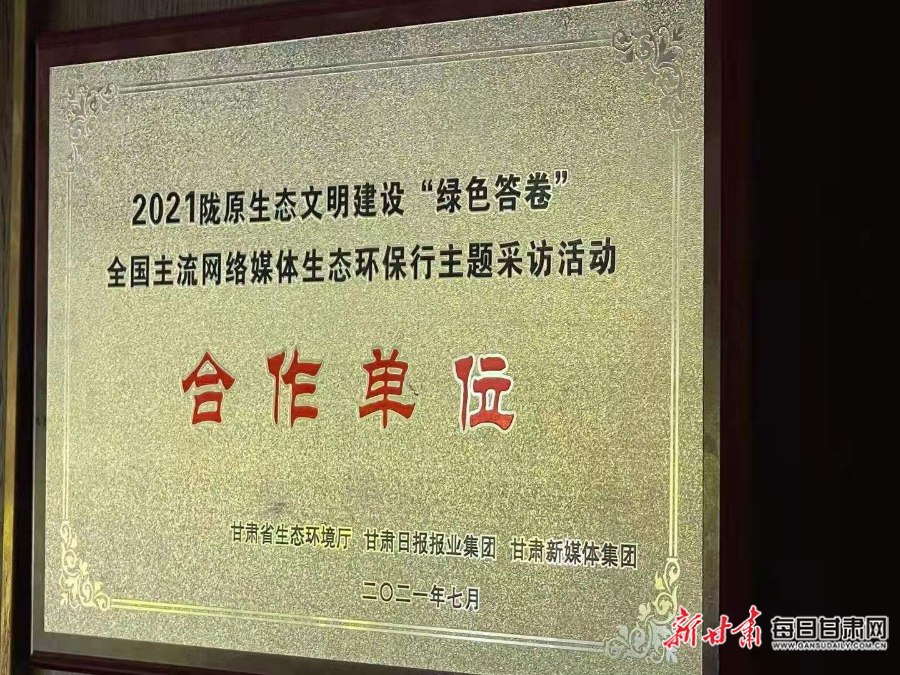 2021陇原生态文明建设“绿色答卷”
全国主流网络媒体生态环保行主题采访活动
合作单位
甘肃省生态环境厅 甘肃日报报业集团 甘肃新媒体集团
二〇二一年七月
新甘肃 每日甘肃网
WWW.GANSUDAILY.COM.CN